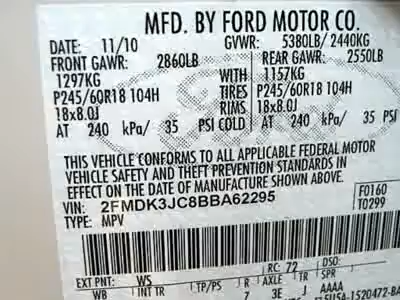 MFD. BY FORD MOTOR CO.
DATE: 11/10 GVWR: 5380LB/ 2440KG
FRONT GAWR: 2860LB REAR GAWR: 2550LB
1297KG WITH 1157KG
P245/60R18 104H TIRES P245/60R18 104H
18x8.0J RIMS 18x8.0J
AT 240 kPa/ 35 PSI COLD AT 240 kPa/ 35 PSI
THIS VEHICLE CONFORMS TO ALL APPLICABLE FEDERAL MOTOR
VEHICLE SAFETY AND THEFT PREVENTION STANDARDS IN
EFFECT ON THE DATE OF MANUFACTURE SHOWN ABOVE.
VIN: 2FMDK3JC8BBA62295 F0160
TYPE: MPV T0299
EXT PNT: WS RC: 72 DSO:
WB INT TR TP/PS R AXLE TR
7 3E J AAAA